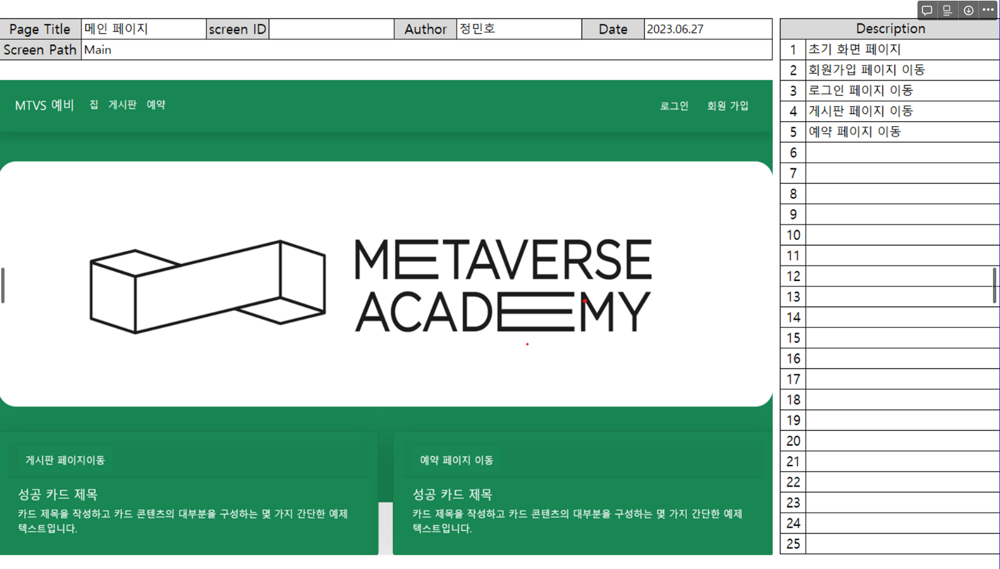 Page Title 메인 페이지 screen ID Author 정민호 Date 2023.06.27
Screen Path Main
MTVS 예비 집 게시판 예약 로그인 회원 가입
METAVERSE
ACADEMY
게시판 페이지이동
성공 카드 제목
카드 제목을 작성하고 카드 콘텐츠의 대부분을 구성하는 몇 가지 간단한 예제
텍스트입니다.
예약 페이지 이동
성공 카드 제목
카드 제목을 작성하고 카드 콘텐츠의 대부분을 구성하는 몇 가지 간단한 예제
텍스트입니다.
Description
1 초기 화면 페이지
2 회원가입 페이지 이동
3 로그인 페이지 이동
4 게시판 페이지 이동
5 예약 페이지 이동
6
7
8
9
10
11
12
13
14
15
16
17
18
19
20
21
22
23
24
25